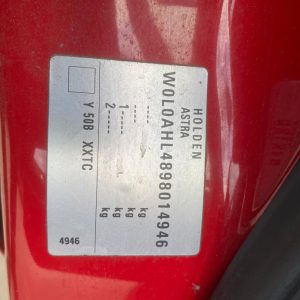 HOLDEN
ASTRA
W0L0AHL4898014946
---- kg
---- kg
1---- kg
2---- kg
Y 50B XXTC
4946